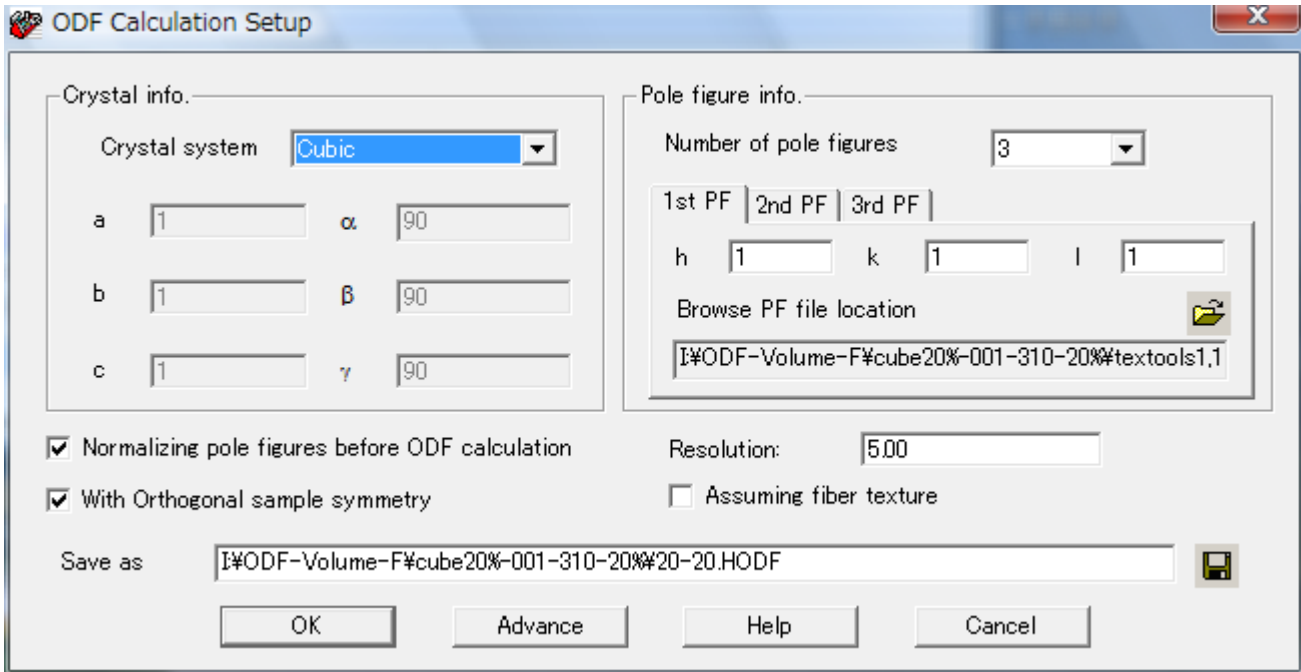 ODF Calculation Setup
Crystal info.
Crystal system Cubic
a 1 α 90
b 1 β 90
c 1 γ 90
Pole figure info.
Number of pole figures 3
1st PF 2nd PF 3rd PF
h 1 k 1 l 1
Browse PF file location
I:¥ODF-Volume-F¥cube20%-001-310-20%¥textools1,1
Normalizing pole figures before ODF calculation
Resolution: 5.00
With Orthogonal sample symmetry
Assuming fiber texture
Save as I:¥ODF-Volume-F¥cube20%-001-310-20%¥20-20.HODF
OK Advance Help Cancel